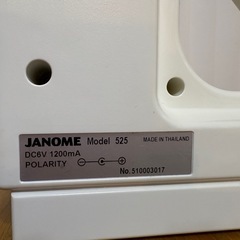 JANOME Model 525 MADE IN THAILAND
DC6V 1200mA
POLARITY - +
No.510003017